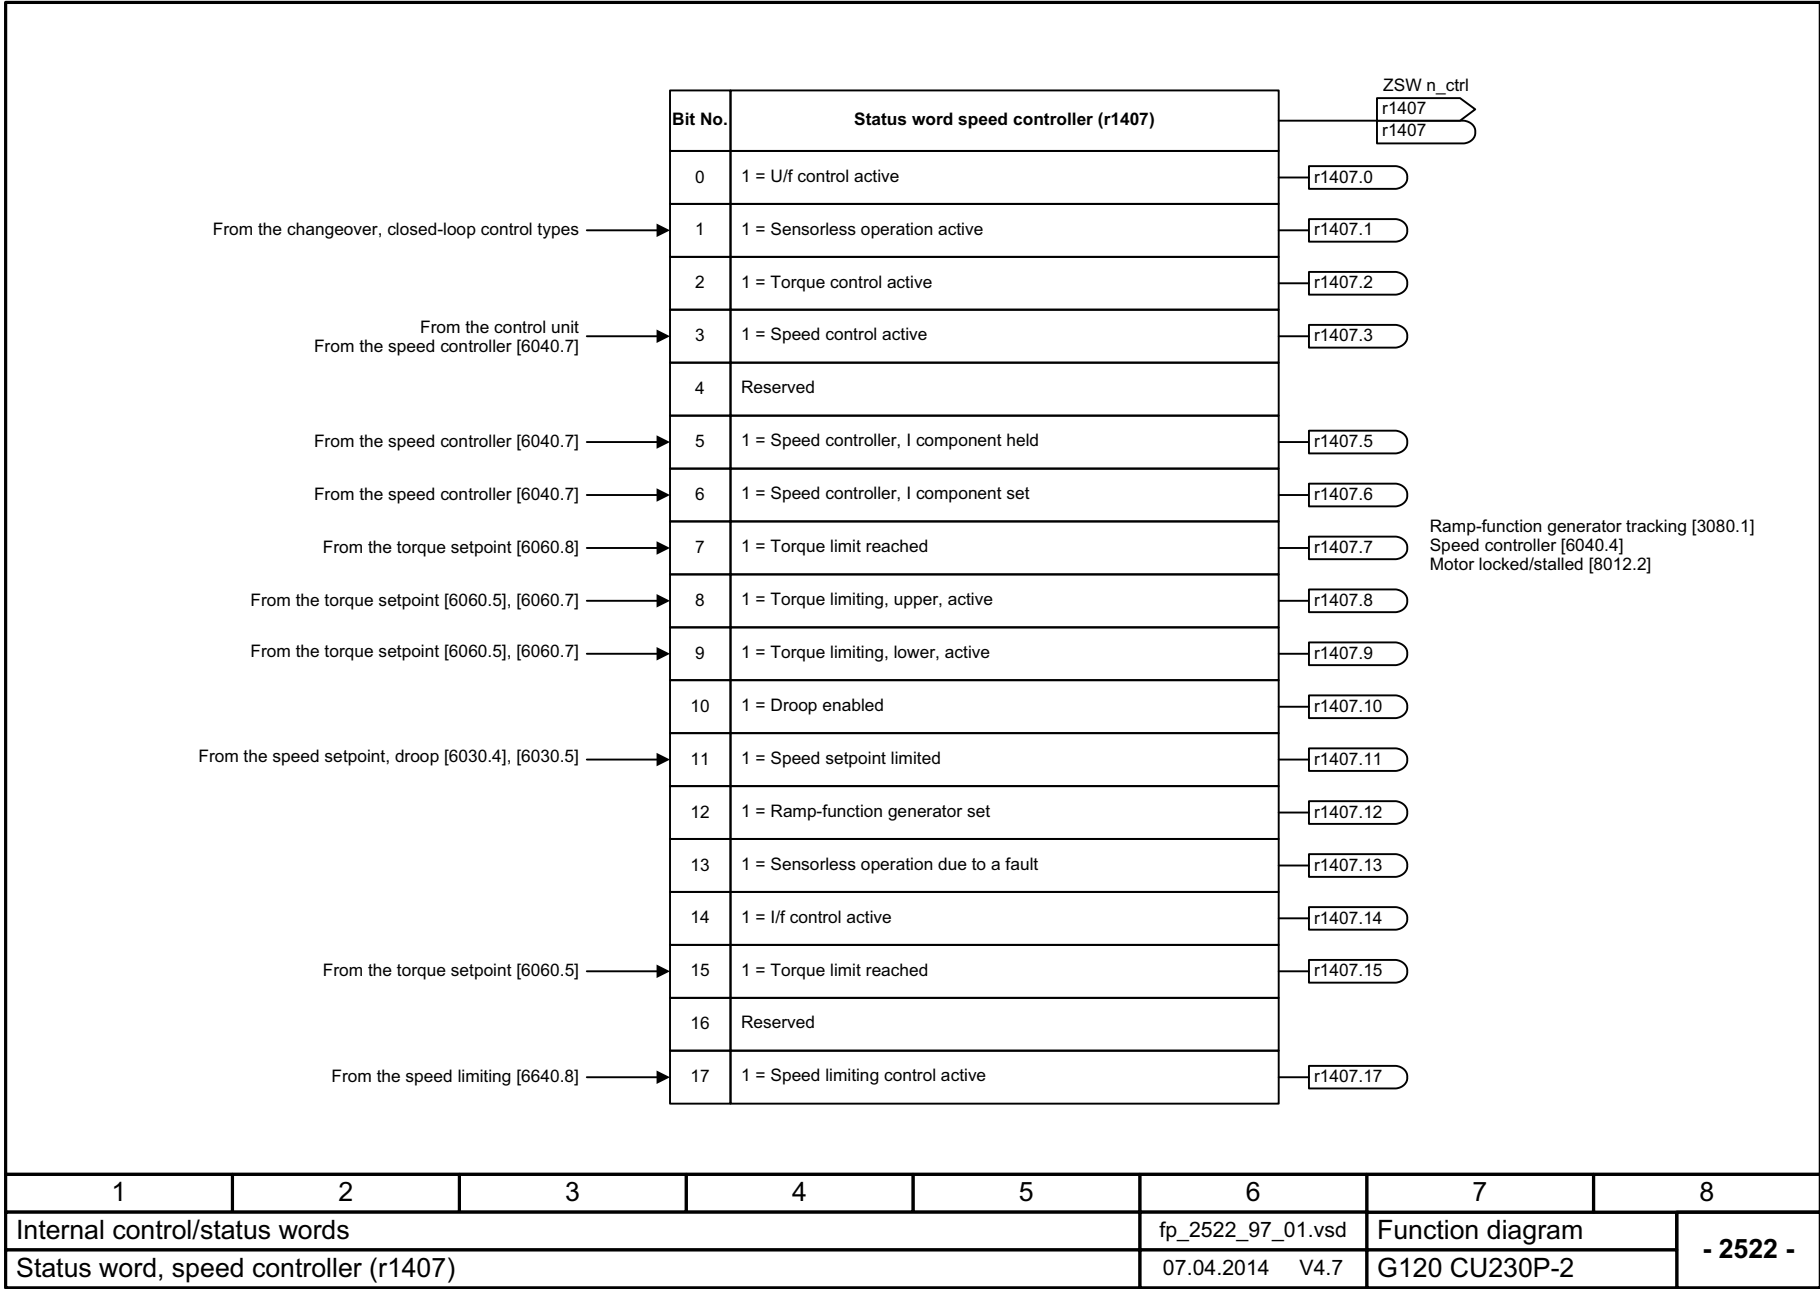 ZSW n_ctrl
r1407
r1407
Bit No. Status word speed controller (r1407)
0 1 = U/f control active r1407.0
From the changeover, closed-loop control types 1 1 = Sensorless operation active r1407.1
2 1 = Torque control active r1407.2
From the control unit
From the speed controller [6040.7] 3 1 = Speed control active r1407.3
4 Reserved
From the speed controller [6040.7] 5 1 = Speed controller, I component held r1407.5
From the speed controller [6040.7] 6 1 = Speed controller, I component set r1407.6
From the torque setpoint [6060.8] 7 1 = Torque limit reached r1407.7
Ramp-function generator tracking [3080.1]
Speed controller [6040.4]
Motor locked/stalled [8012.2]
From the torque setpoint [6060.5], [6060.7] 8 1 = Torque limiting, upper, active r1407.8
From the torque setpoint [6060.5], [6060.7] 9 1 = Torque limiting, lower, active r1407.9
10 1 = Droop enabled r1407.10
From the speed setpoint, droop [6030.4], [6030.5] 11 1 = Speed setpoint limited r1407.11
12 1 = Ramp-function generator set r1407.12
13 1 = Sensorless operation due to a fault r1407.13
14 1 = I/f control active r1407.14
From the torque setpoint [6060.5] 15 1 = Torque limit reached r1407.15
16 Reserved
From the speed limiting [6640.8] 17 1 = Speed limiting control active r1407.17
1 2 3 4 5 6 7 8
Internal control/status words fp_2522_97_01.vsd Function diagram
- 2522 -
Status word, speed controller (r1407) 07.04.2014 V4.7 G120 CU230P-2